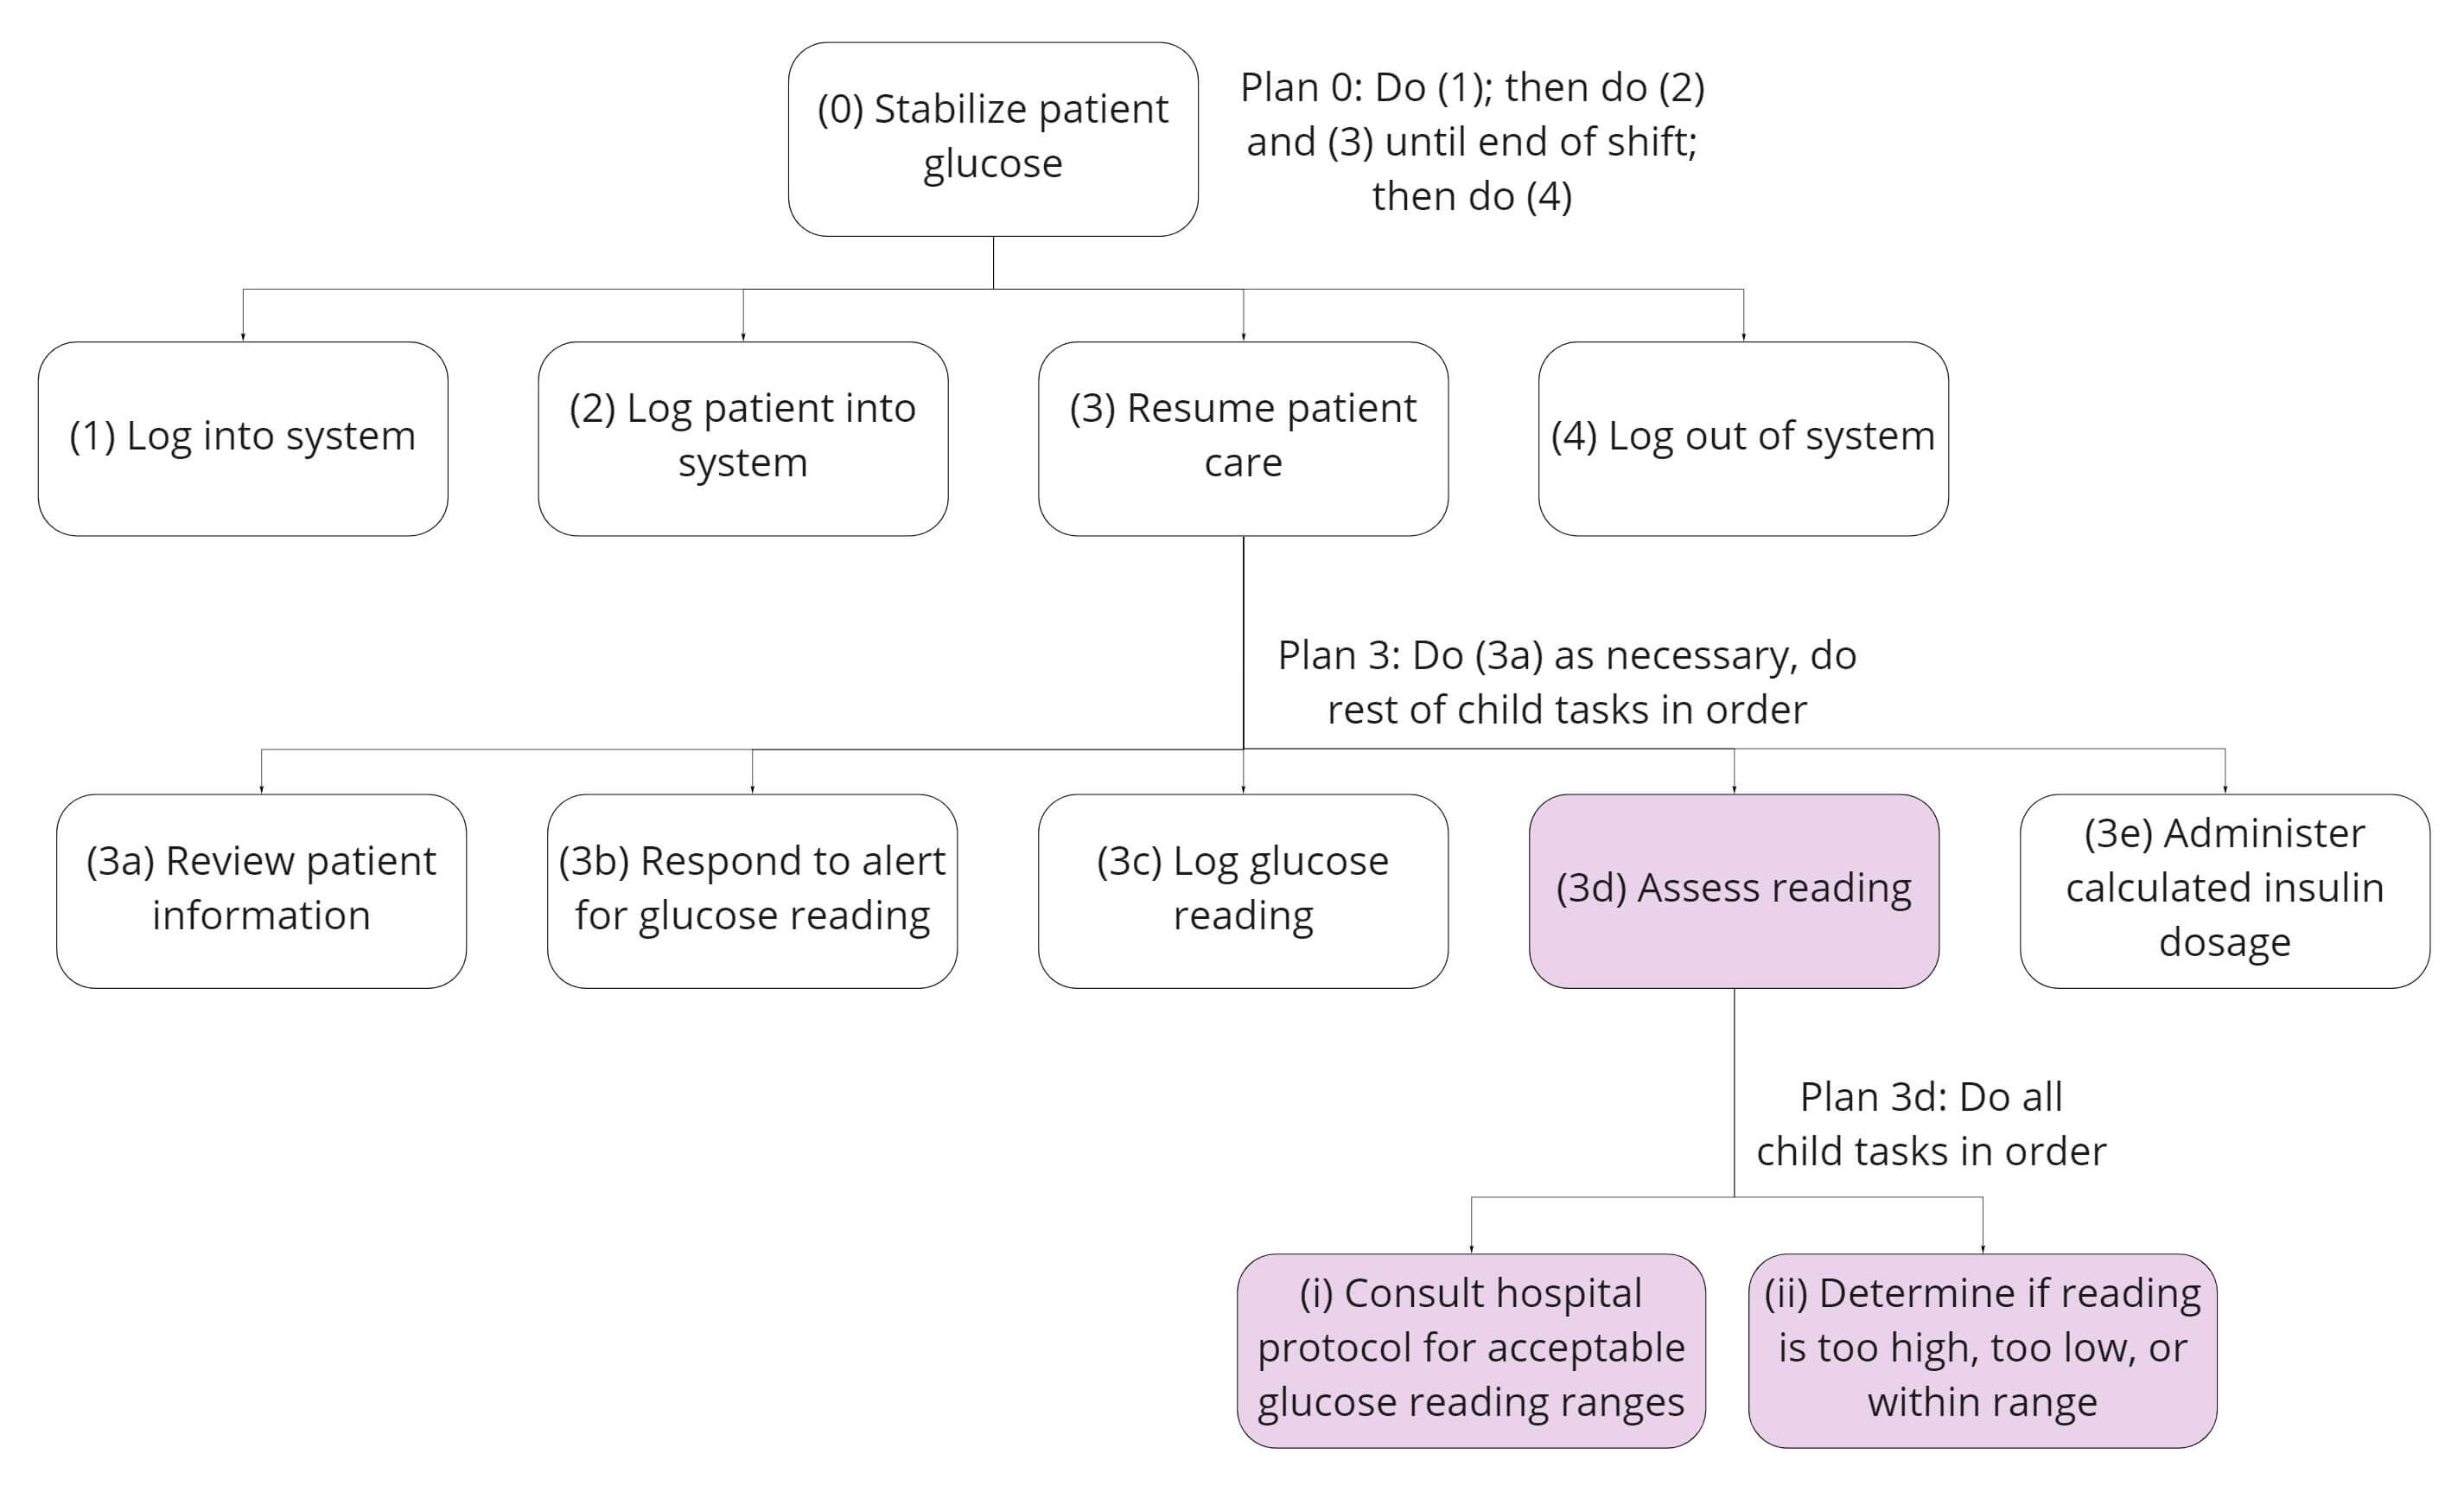 (0) Stabilize patient
glucose
Plan 0: Do (1); then do (2)
and (3) until end of shift;
then do (4)
(1) Log into system
(2) Log patient into
system
(3) Resume patient
care
(4) Log out of system
Plan 3: Do (3a) as necessary, do
rest of child tasks in order
(3a) Review patient
information
(3b) Respond to alert
for glucose reading
(3c) Log glucose
reading
(3d) Assess reading
(3e) Administer
calculated insulin
dosage
Plan 3d: Do all
child tasks in order
(i) Consult hospital
protocol for acceptable
glucose reading ranges
(ii) Determine if reading
is too high, too low, or
within range